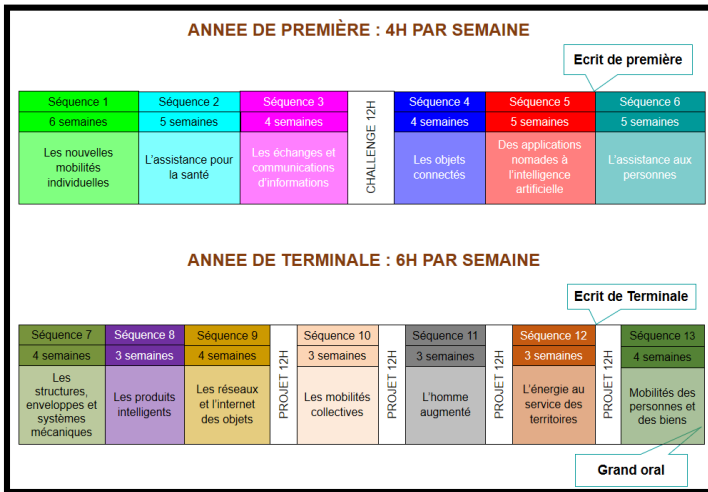 ANNEE DE PREMIÈRE : 4H PAR SEMAINE
Ecrit de première
Séquence 1
6 semaines
Les nouvelles
mobilités
individuelles
Séquence 2
5 semaines
L'assistance pour
la santé
Séquence 3
4 semaines
Les échanges et
communications
d'informations
CHALLENGE 12H
Séquence 4
4 semaines
Les objets
connectés
Séquence 5
5 semaines
Des applications
nomades à
l'intelligence
artificielle
Séquence 6
5 semaines
L'assistance aux
personnes
ANNEE DE TERMINALE : 6H PAR SEMAINE
Ecrit de Terminale
Séquence 7
4 semaines
Les
structures,
enveloppes et
systèmes
mécaniques
Séquence 8
3 semaines
Les produits
intelligents
Séquence 9
4 semaines
Les réseaux
et l'internet
des objets
PROJET 12H
Séquence 10
3 semaines
Les mobilités
collectives
PROJET 12H
Séquence 11
3 semaines
L'homme
augmenté
PROJET 12H
Séquence 12
3 semaines
L'énergie au
service des
territoires
PROJET 12H
Séquence 13
4 semaines
Mobilités des
personnes et
des biens
Grand oral